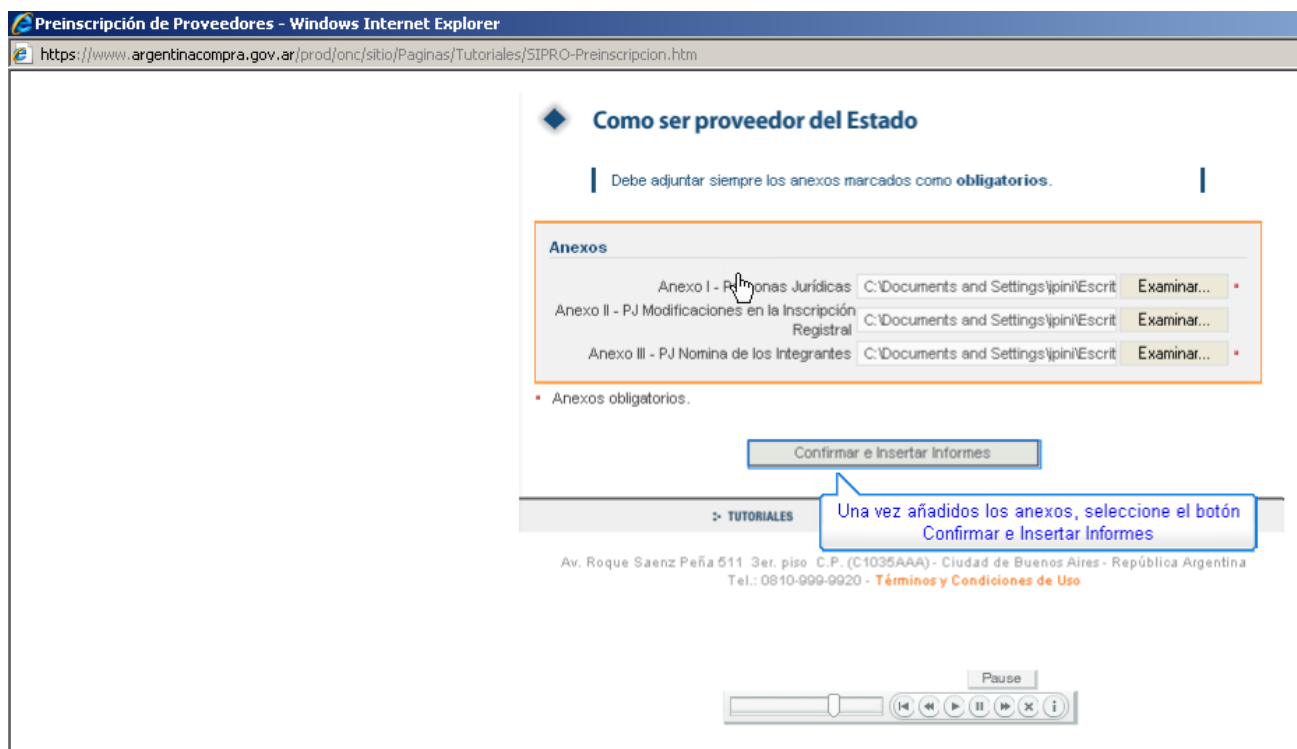 Preinscripción de Proveedores - Windows Internet Explorer
https://www.argentinacompra.gov.ar/prod/onc/sitio/Paginas/Tutoriales/SIPRO-Preinscripcion.htm
Como ser proveedor del Estado
Debe adjuntar siempre los anexos marcados como obligatorios.
Anexos
Anexo I - Personas Jurídicas C:\Documents and Settings\jpini\Escrit Examinar... *
Anexo II - PJ Modificaciones en la Inscripción
Registral C:\Documents and Settings\jpini\Escrit Examinar...
Anexo III - PJ Nomina de los Integrantes C:\Documents and Settings\jpini\Escrit Examinar... *
* Anexos obligatorios.
Confirmar e Insertar Informes
TUTORIALES
Una vez añadidos los anexos, seleccione el botón
Confirmar e Insertar Informes
Av. Roque Saenz Peña 511 3er. piso C.P. (C1035AAA) - Ciudad de Buenos Aires - República Argentina
Tel.: 0810-999-9920 - Términos y Condiciones de Uso
Pause